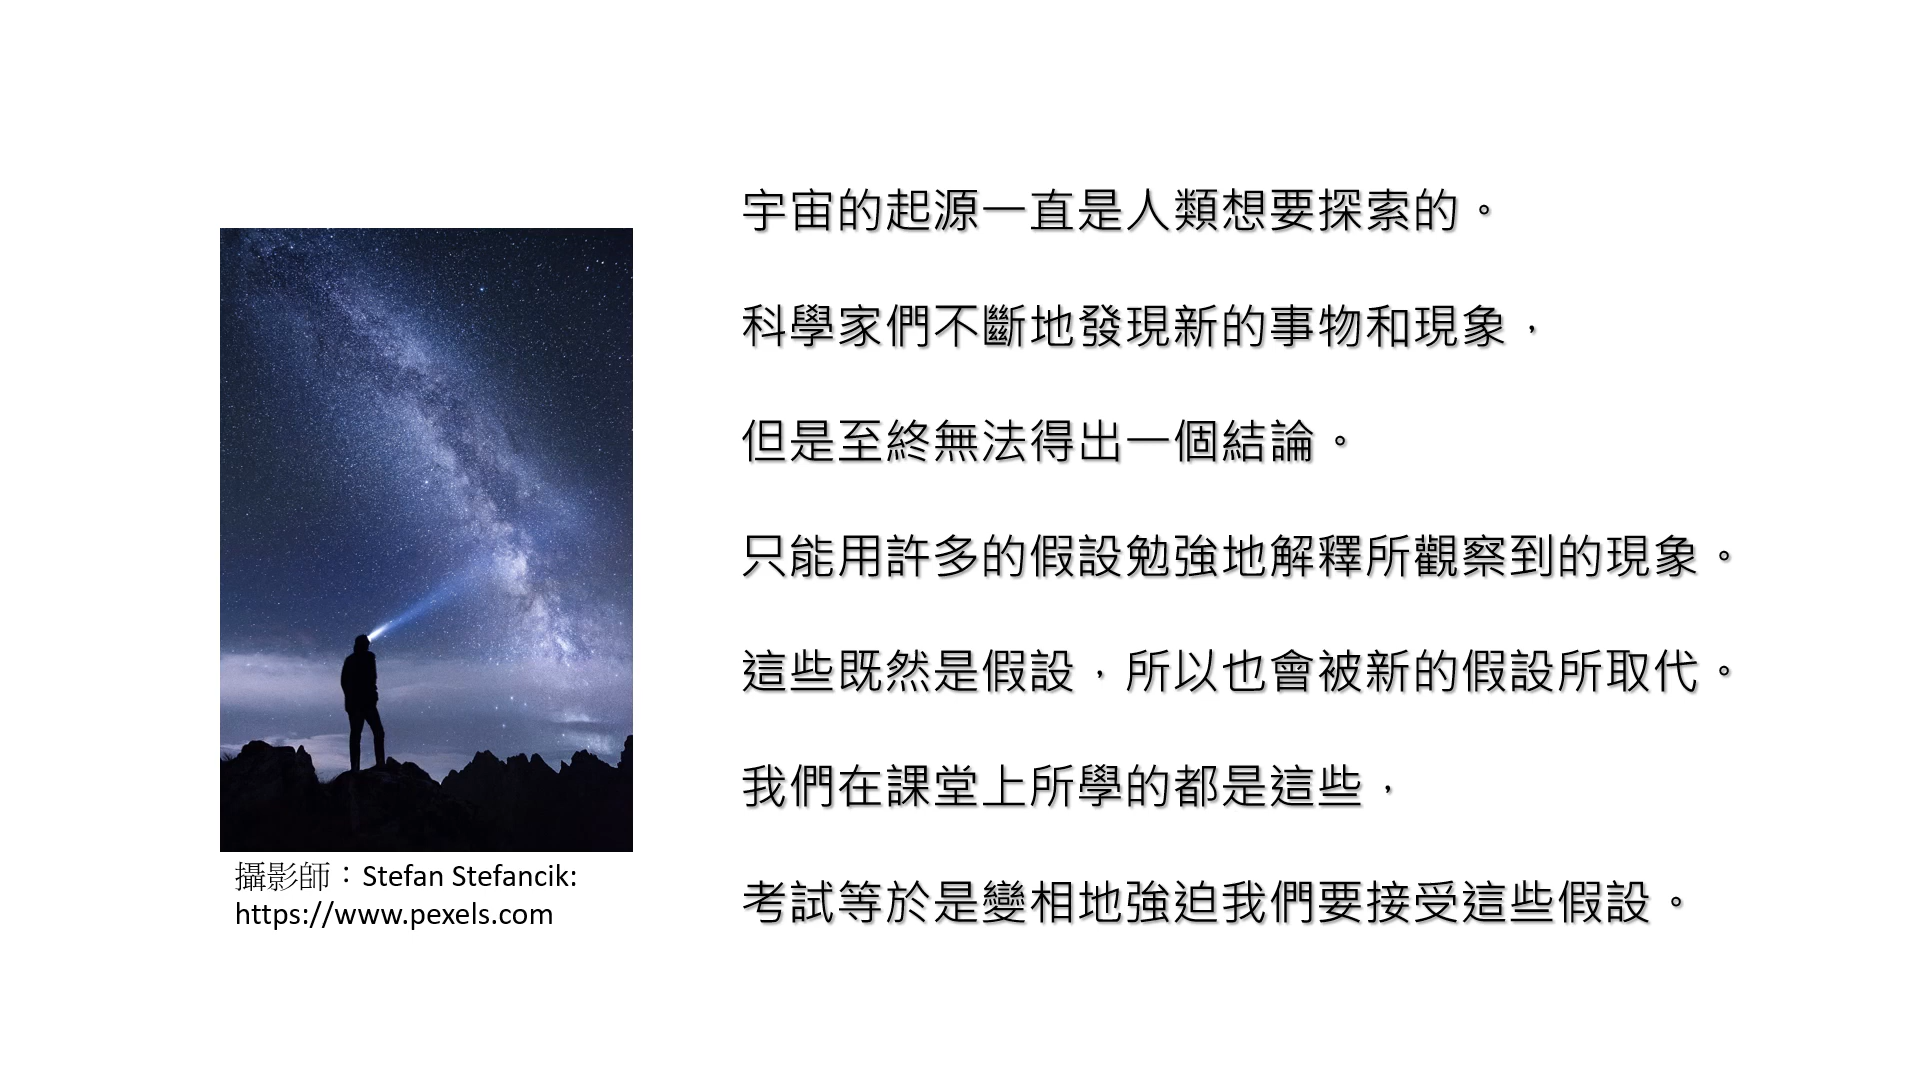 宇宙的起源一直是人類想要探索的。
科學家們不斷地發現新的事物和現象，
但是至終無法得出一個結論。
只能用許多的假設勉強地解釋所觀察到的現象。
這些既然是假設，所以也會被新的假設所取代。
我們在課堂上所學的都是這些，
考試等於是變相地強迫我們要接受這些假設。
攝影師：Stefan Stefancik:
https://www.pexels.com